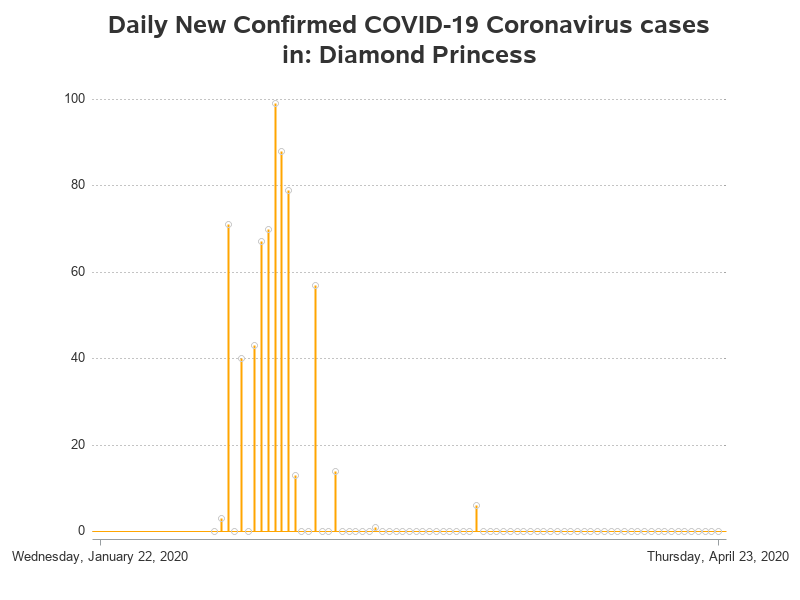 Daily New Confirmed COVID-19 Coronavirus cases
in: Diamond Princess
100
80
60
40
20
0
Wednesday, January 22, 2020
Thursday, April 23, 2020